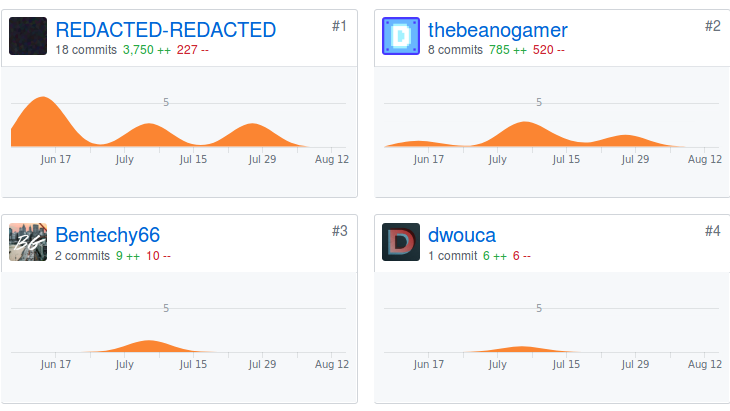 REDACTED-REDACTED #1
18 commits 3,750 ++ 227 --
5
Jun 17 July Jul 15 Jul 29 Aug 12
D
thebeanogamer #2
8 commits 785 ++ 520 --
5
Jun 17 July Jul 15 Jul 29 Aug 12
B6
Bentechy66 #3
2 commits 9 ++ 10 --
5
Jun 17 July Jul 15 Jul 29 Aug 12
D
dwouca #4
1 commit 6 ++ 6 --
5
Jun 17 July Jul 15 Jul 29 Aug 12